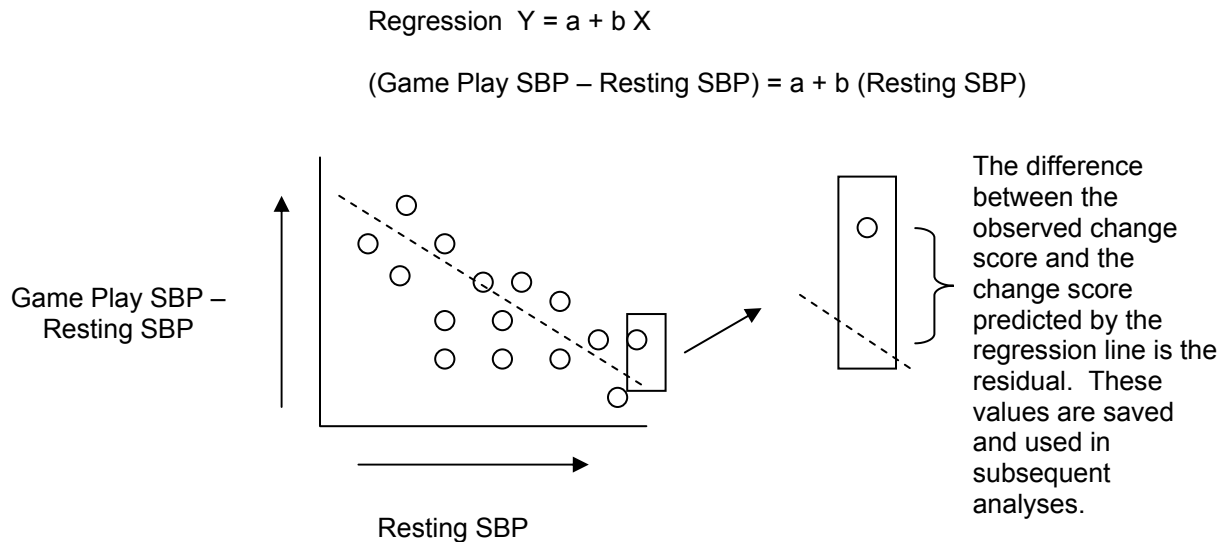 Regression Y = a + b X
(Game Play SBP – Resting SBP) = a + b (Resting SBP)
Game Play SBP –
Resting SBP
Resting SBP
The difference
between the
observed change
score and the
change score
predicted by the
regression line is the
residual. These
values are saved
and used in
subsequent
analyses.